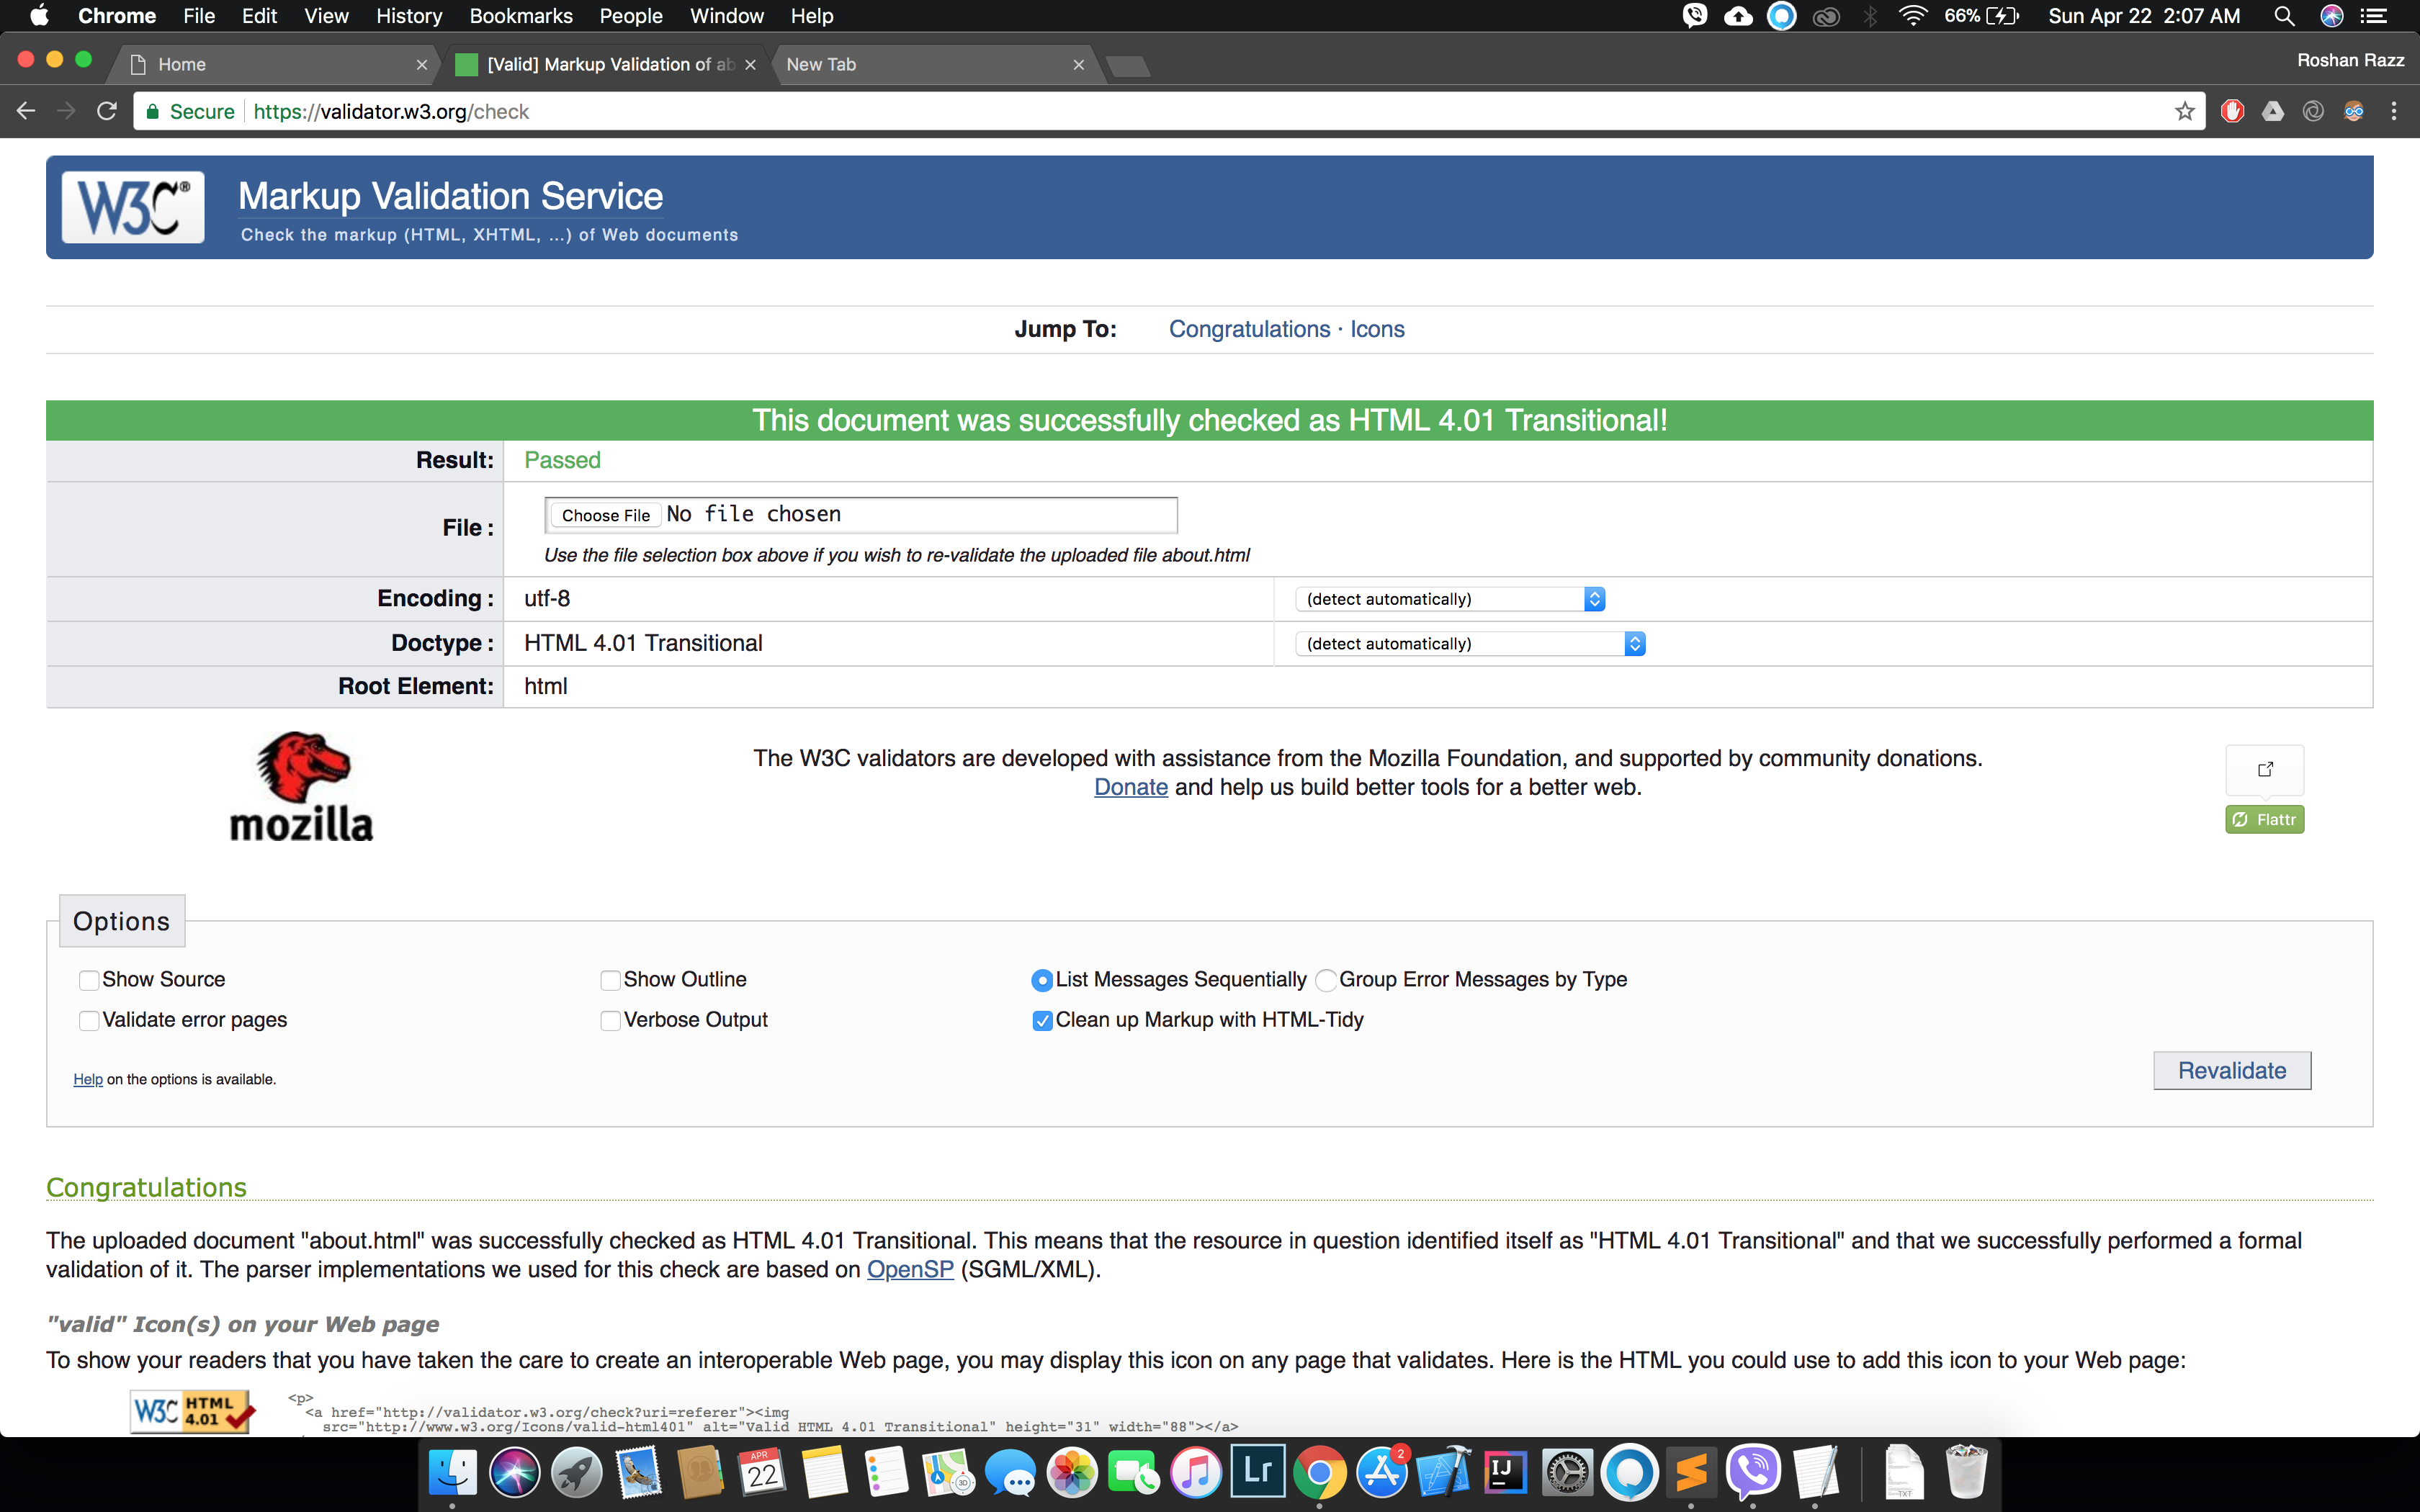 Chrome File Edit View History Bookmarks People Window Help 66% Sun Apr 22 2:07 AM
Home [Valid] Markup Validation of ab New Tab Roshan Razz
Secure https://validator.w3.org/check
W3C® Markup Validation Service
Check the markup (HTML, XHTML, ...) of Web documents
Jump To: Congratulations · Icons
This document was successfully checked as HTML 4.01 Transitional!
Result: Passed
File : Choose File No file chosen
Use the file selection box above if you wish to re-validate the uploaded file about.html
Encoding : utf-8 (detect automatically)
Doctype : HTML 4.01 Transitional (detect automatically)
Root Element: html
The W3C validators are developed with assistance from the Mozilla Foundation, and supported by community donations.
Donate and help us build better tools for a better web.
mozilla
Flattr
Options
Show Source Show Outline List Messages Sequentially Group Error Messages by Type
Validate error pages Verbose Output Clean up Markup with HTML-Tidy
Help on the options is available.
Revalidate
Congratulations
The uploaded document "about.html" was successfully checked as HTML 4.01 Transitional. This means that the resource in question identified itself as "HTML 4.01 Transitional" and that we successfully performed a formal
validation of it. The parser implementations we used for this check are based on OpenSP (SGML/XML).
"valid" Icon(s) on your Web page
To show your readers that you have taken the care to create an interoperable Web page, you may display this icon on any page that validates. Here is the HTML you could use to add this icon to your Web page:
W3C HTML 4.01
<p>
<a href="http://validator.w3.org/check?uri=referer"><img
src="http://www.w3.org/Icons/valid-html401" alt="Valid HTML 4.01 Transitional" height="31" width="88"></a>
APR
22
Lr
2
IJ
TXT